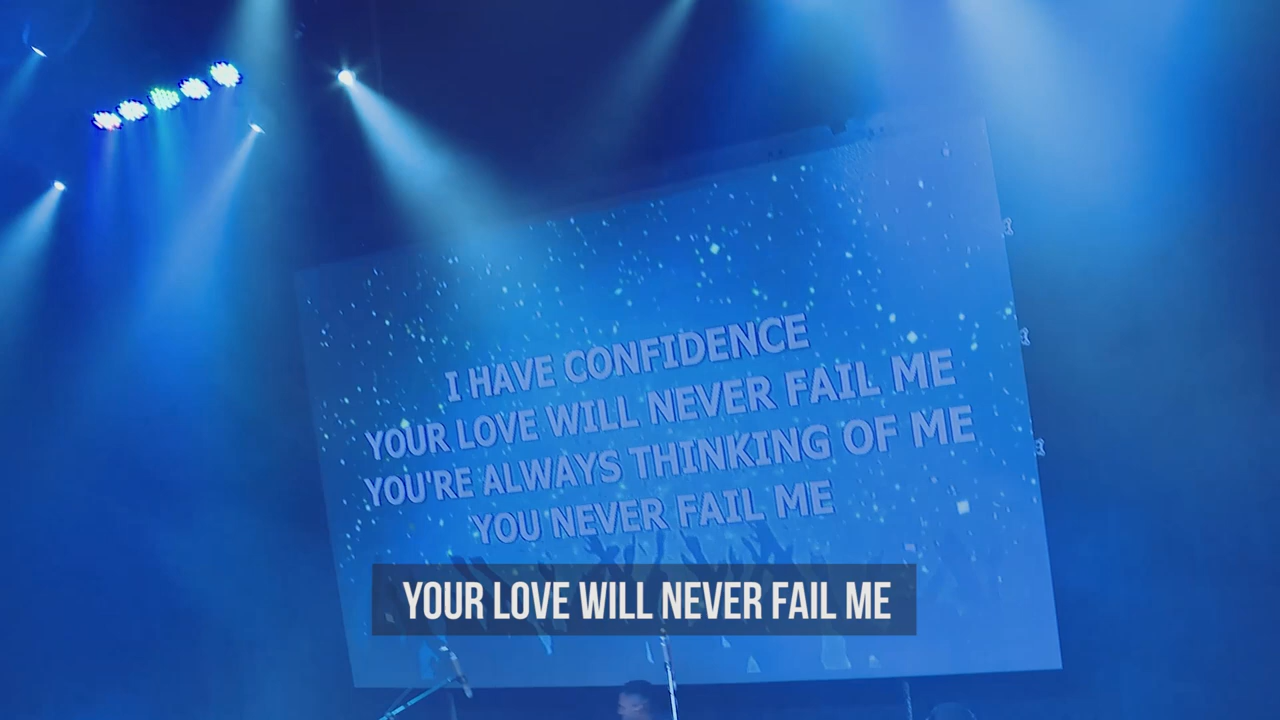 I HAVE CONFIDENCE
YOUR LOVE WILL NEVER FAIL ME
YOU'RE ALWAYS THINKING OF ME
YOU NEVER FAIL ME
YOUR LOVE WILL NEVER FAIL ME